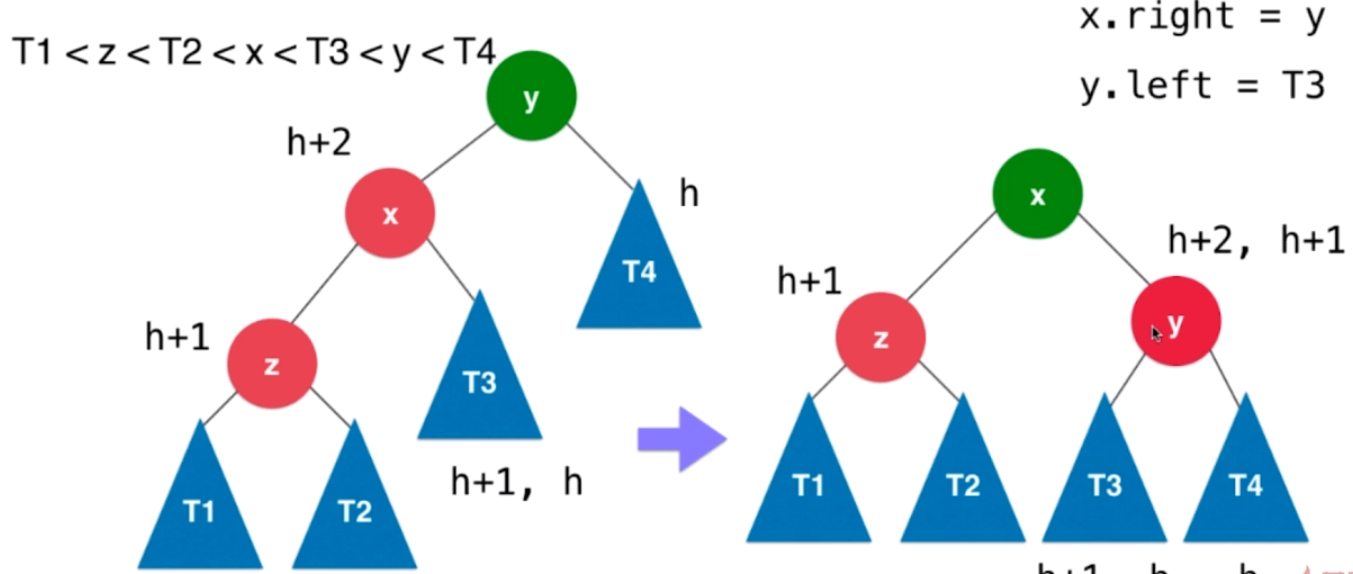 x.right = y
T1 < z < T2 < x < T3 < y < T4
y.left = T3
y
h+2
h
x
x
T4
h+2, h+1
h+1
h+1
z
T3
z
y
h+1, h
T1
T2
T1
T2
T3
T4